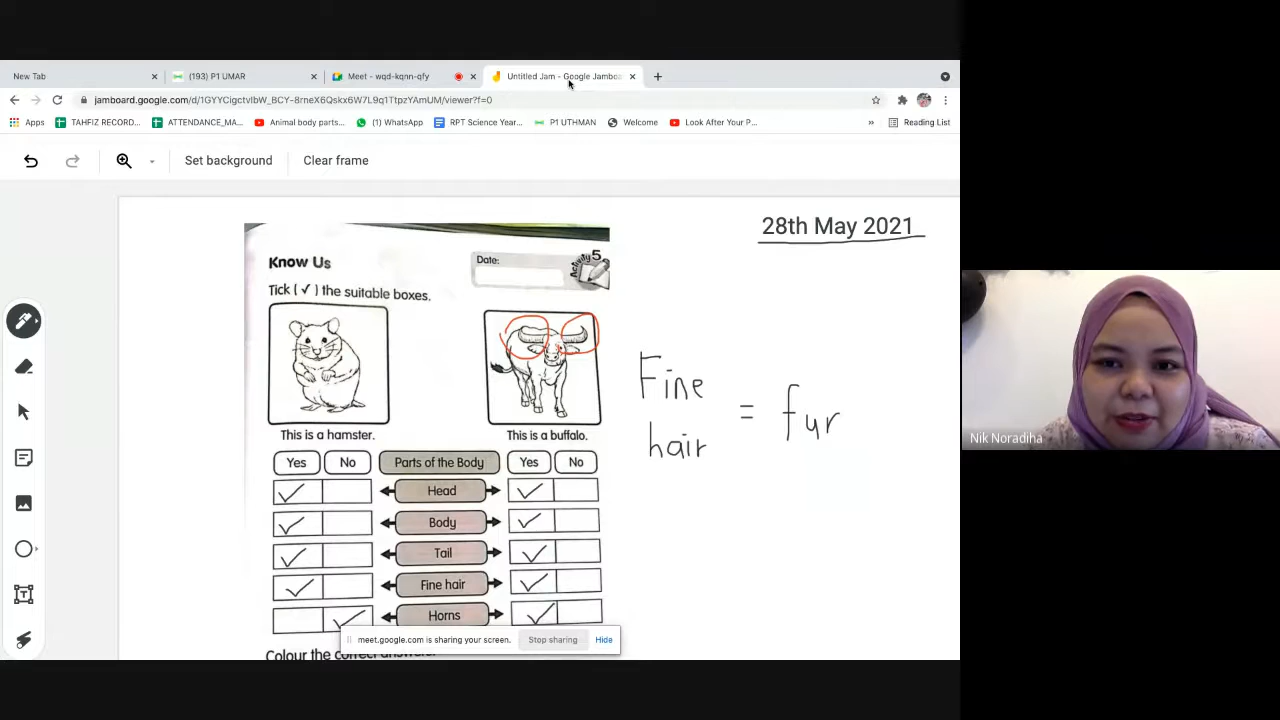 New Tab
(193) P1 UMAR
Meet - wqd-kqnn-qfy
Untitled Jam - Google Jamboa
jamboard.google.com/d/1GYYCigctvIbW_BCY-8rneX6Qskx6W7L9q1TtpzYAmUM/viewer?f=0
Apps
TAHFIZ RECORD...
ATTENDANCE_MA...
Animal body parts...
(1) WhatsApp
RPT Science Year...
P1 UTHMAN
Welcome
Look After Your P...
»
Reading List
Set background
Clear frame
28th May 2021
Know Us
Date:
Activity 5
Tick (✓) the suitable boxes.
This is a hamster.
This is a buffalo.
Fine hair = fur
Yes No Parts of the Body Yes No
Head
Body
Tail
Fine hair
Horns
meet.google.com is sharing your screen.
Stop sharing
Hide
Colour the correct answers.
Nik Noradiha